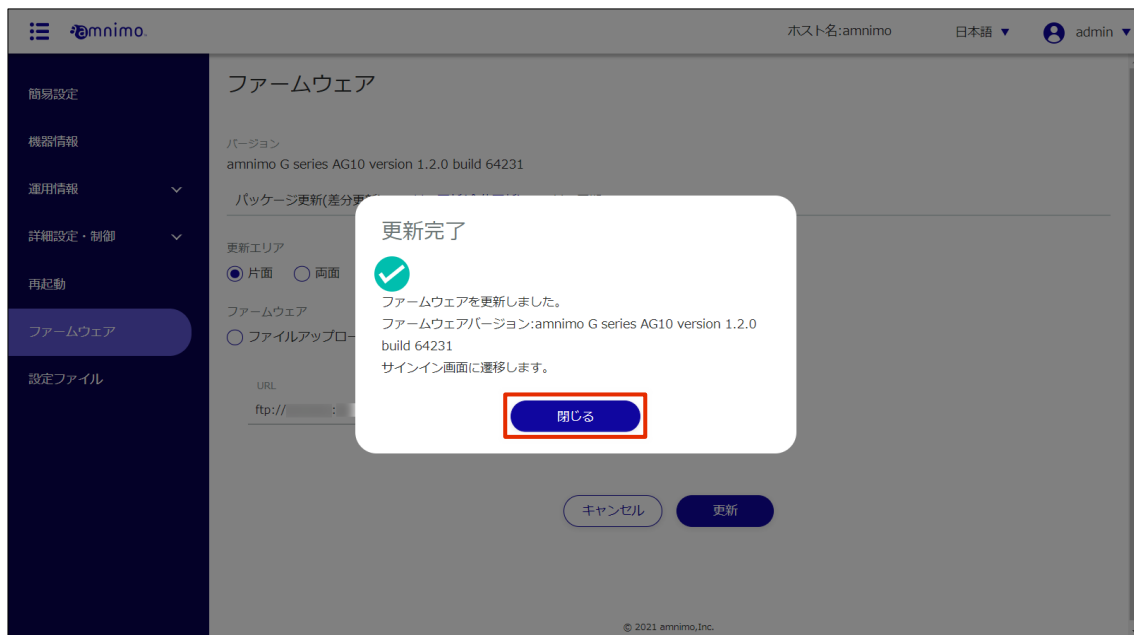 amnimo.
ホスト名:amnimo
日本語 ▼
admin ▼
簡易設定
機器情報
運用情報
詳細設定・制御
再起動
ファームウェア
設定ファイル
ファームウェア
バージョン
amnimo G series AG10 version 1.2.0 build 64231
パッケージ更新(差分更
更新エリア
片面 両面
ファームウェア
ファイルアップロー
URL
ftp://
:
更新完了
ファームウェアを更新しました。
ファームウェアバージョン:amnimo G series AG10 version 1.2.0
build 64231
サインイン画面に遷移します。
閉じる
キャンセル
更新
© 2021 amnimo,Inc.